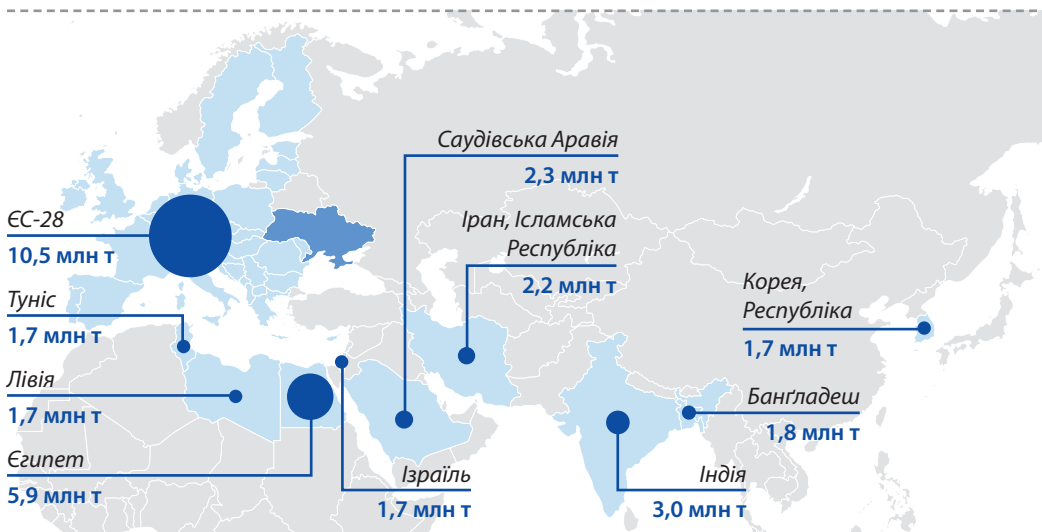 Саудівська Аравія
2,3 млн т
ЄС-28
10,5 млн т
Іран, Ісламська
Республіка
2,2 млн т
Туніс
1,7 млн т
Корея,
Республіка
1,7 млн т
Лівія
1,7 млн т
Банґладеш
1,8 млн т
Єгипет
5,9 млн т
Ізраїль
1,7 млн т
Індія
3,0 млн т